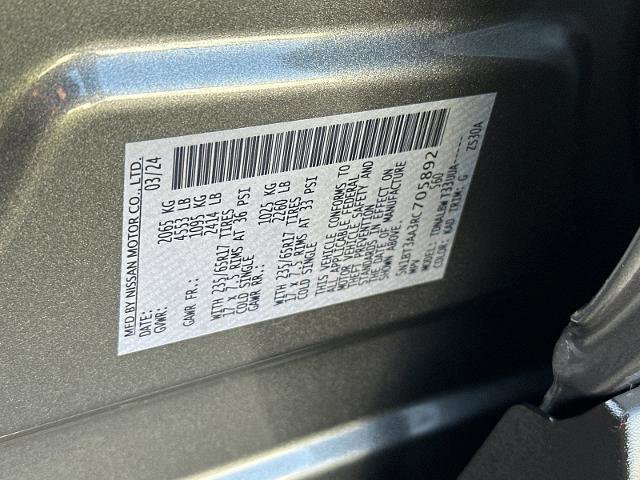 MFD BY NISSAN MOTOR CO., LTD.
DATE: 03/24
GVWR: 2065 KG
4553 LB
GAWR FR.: 1095 KG
2414 LB
WITH 235/65R17 TIRES
17 X 7.5 RIMS AT 36 PSI
COLD SINGLE
GAWR RR.: 1025 KG
2260 LB
WITH 235/65R17 TIRES
17 X 7.5 RIMS AT 33 PSI
COLD SINGLE
THIS VEHICLE CONFORMS TO
ALL APPLICABLE FEDERAL
MOTOR VEHICLE SAFETY AND
THEFT PREVENTION
STANDARDS IN EFFECT ON
THE DATE OF MANUFACTURE
SHOWN ABOVE.
5N1BT3AA3RC705892
MPV S60
MODEL:
COLOR: KAD TRIM: G
ZS30A